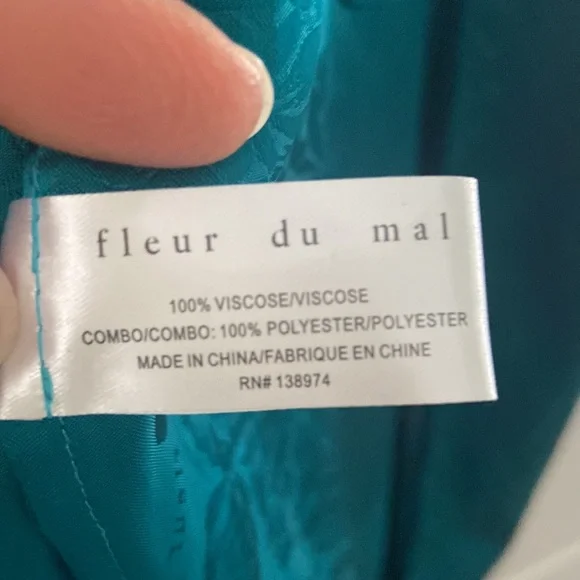 fleur du mal
100% VISCOSE/VISCOSE
COMBO/COMBO: 100% POLYESTER/POLYESTER
MADE IN CHINA/FABRIQUE EN CHINE
RN# 138974